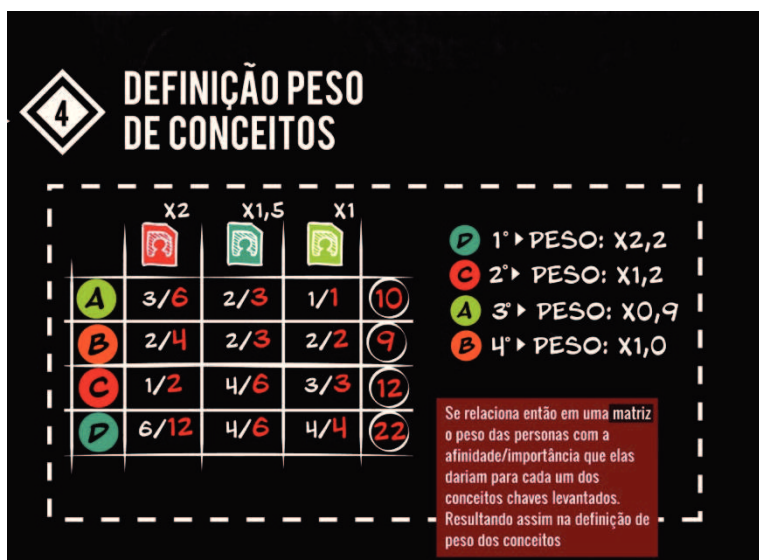 4
DEFINIÇÃO PESO
DE CONCEITOS
X2 X1,5 X1
A 3/6 2/3 1/1 10
B 2/4 2/3 2/2 9
C 1/2 4/6 3/3 12
D 6/12 4/6 4/4 22
D 1° PESO: X2,2
C 2° PESO: X1,2
A 3° PESO: X0,9
B 4° PESO: X1,0
Se relaciona então em uma matriz
o peso das personas com a
afinidade/importância que elas
dariam para cada um dos
conceitos chaves levantados.
Resultando assim na definição de
peso dos conceitos